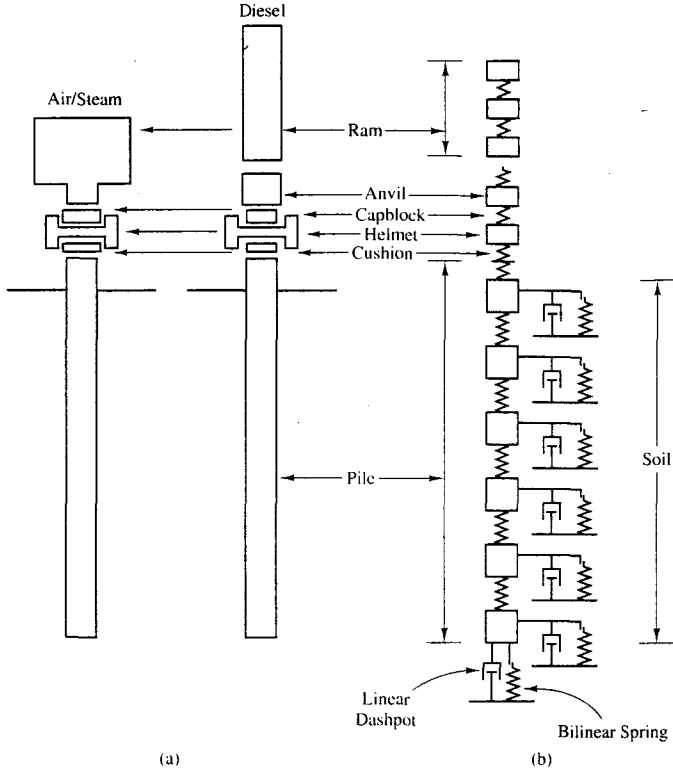 Diesel
Air/Steam
Ram
Anvil
Capblock
Helmet
Cushion
Soil
Pile
Linear
Dashpot
Bilinear Spring
(a)
(b)